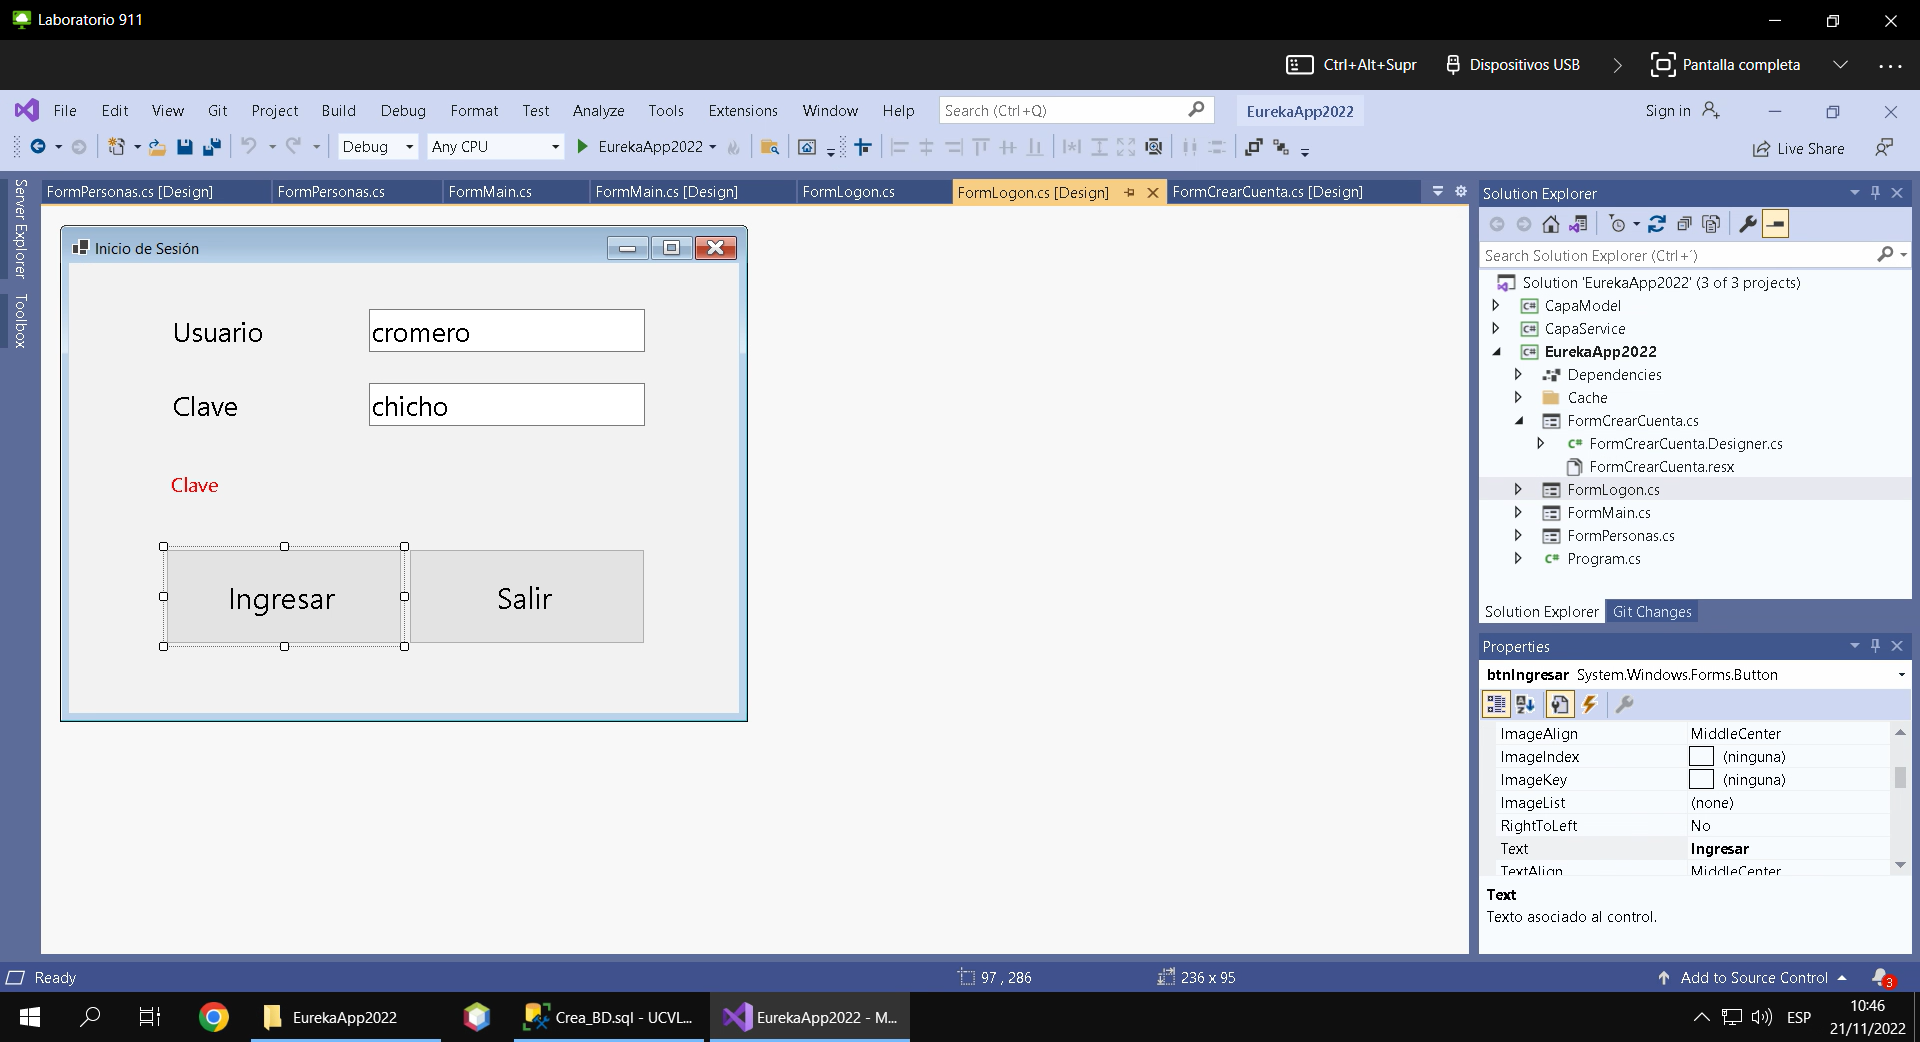 Laboratorio 911
Ctrl+Alt+Supr Dispositivos USB Pantalla completa
File Edit View Git Project Build Debug Format Test Analyze Tools Extensions Window Help Search (Ctrl+Q) EurekaApp2022 Sign in
Debug Any CPU EurekaApp2022 Live Share
Server Explorer
Toolbox
FormPersonas.cs [Design] FormPersonas.cs FormMain.cs FormMain.cs [Design] FormLogon.cs FormLogon.cs [Design] FormCrearCuenta.cs [Design]
Inicio de Sesión
Usuario cromero
Clave chicho
Clave
Ingresar Salir
Solution Explorer
Search Solution Explorer (Ctrl+´)
Solution 'EurekaApp2022' (3 of 3 projects)
C# CapaModel
C# CapaService
C# EurekaApp2022
Dependencies
Cache
FormCrearCuenta.cs
C# FormCrearCuenta.Designer.cs
FormCrearCuenta.resx
FormLogon.cs
FormMain.cs
FormPersonas.cs
C# Program.cs
Solution Explorer Git Changes
Properties
btnIngresar System.Windows.Forms.Button
ImageAlign MiddleCenter
ImageIndex (ninguna)
ImageKey (ninguna)
ImageList (none)
RightToLeft No
Text Ingresar
TextAlign MiddleCenter
Text
Texto asociado al control.
Ready 97 , 286 236 x 95 Add to Source Control 3
EurekaApp2022 Crea_BD.sql - UCVL... EurekaApp2022 - M... ESP 10:46
21/11/2022